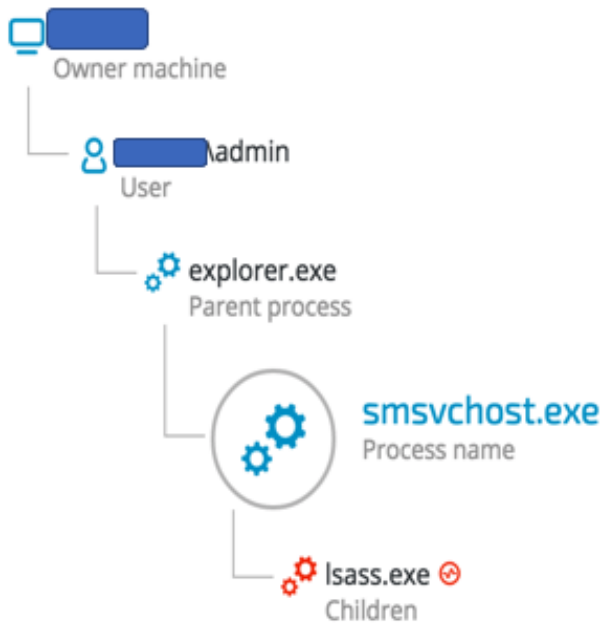 Owner machine
\admin
User
explorer.exe
Parent process
smsvchost.exe
Process name
lsass.exe
Children